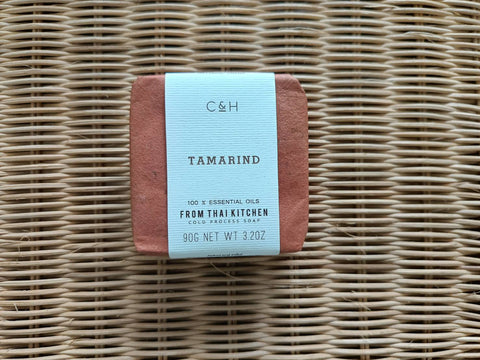 C&H
TAMARIND
100 % ESSENTIAL OILS
FROM THAI KITCHEN
COLD PROCESS SOAP
90G NET WT 3.2OZ